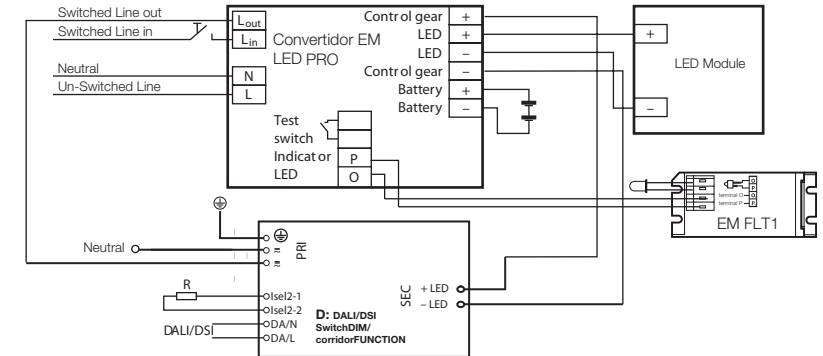 Switched Line out
Switched Line in
Neutral
Un-Switched Line
Lout
Lin
N
L
Convertidor EM
LED PRO
Test
switch
Indicator
LED
P
O
Control gear +
LED +
LED −
Control gear −
Battery +
Battery −
+
LED Module
−
O
P
terminal O O
terminal P P
EM FLT1
Neutral
PRI
≂
≂
R
Isel2-1
Isel2-2
DA/N
DA/L
DALI/DSI
D: DALI/DSI
SwitchDIM/
corridorFUNCTION
SEC
+ LED
– LED